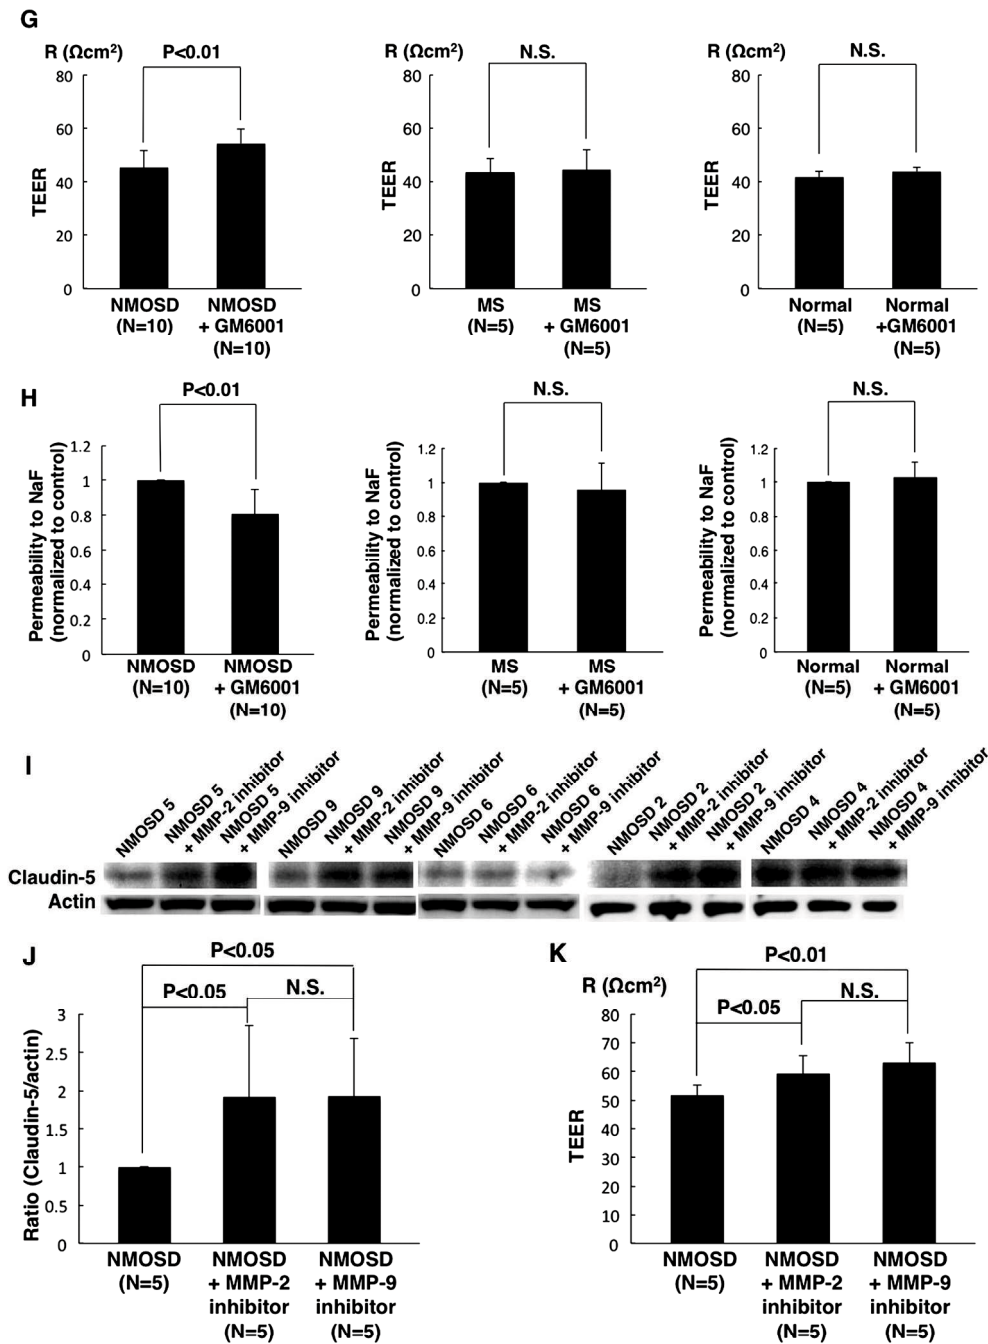 G
R (Ωcm²) P<0.01
80
60
40
20
0
TEER
NMOSD
(N=10)
NMOSD
+ GM6001
(N=10)
R (Ωcm²) N.S.
80
60
40
20
0
TEER
MS
(N=5)
MS
+ GM6001
(N=5)
R (Ωcm²) N.S.
80
60
40
20
0
TEER
Normal
(N=5)
Normal
+GM6001
(N=5)
H
P<0.01
1.2
1
0.8
0.6
0.4
0.2
0
Permeability to NaF
(normalized to control)
NMOSD
(N=10)
NMOSD
+ GM6001
(N=10)
N.S.
1.2
1
0.8
0.6
0.4
0.2
0
Permeability to NaF
(normalized to control)
MS
(N=5)
MS
+ GM6001
(N=5)
N.S.
1.2
1
0.8
0.6
0.4
0.2
0
Permeability to NaF
(normalized to control)
Normal
(N=5)
Normal
+ GM6001
(N=5)
I
NMOSD 5
NMOSD 5
+ MMP-2 inhibitor
NMOSD 5
+ MMP-9 inhibitor
NMOSD 9
NMOSD 9
+ MMP-2 inhibitor
NMOSD 9
+ MMP-9 inhibitor
NMOSD 6
NMOSD 6
+ MMP-2 inhibitor
NMOSD 6
+ MMP-9 inhibitor
NMOSD 2
NMOSD 2
+ MMP-2 inhibitor
NMOSD 2
+ MMP-9 inhibitor
NMOSD 4
NMOSD 4
+ MMP-2 inhibitor
NMOSD 4
+ MMP-9 inhibitor
Claudin-5
Actin
J
P<0.05
P<0.05
N.S.
3
2.5
2
1.5
1
0.5
0
Ratio (Claudin-5/actin)
NMOSD
(N=5)
NMOSD
+ MMP-2
inhibitor
(N=5)
NMOSD
+ MMP-9
inhibitor
(N=5)
K
P<0.01
R (Ωcm²)
P<0.05
N.S.
80
70
60
50
40
30
20
10
0
TEER
NMOSD
(N=5)
NMOSD
+ MMP-2
inhibitor
(N=5)
NMOSD
+ MMP-9
inhibitor
(N=5)